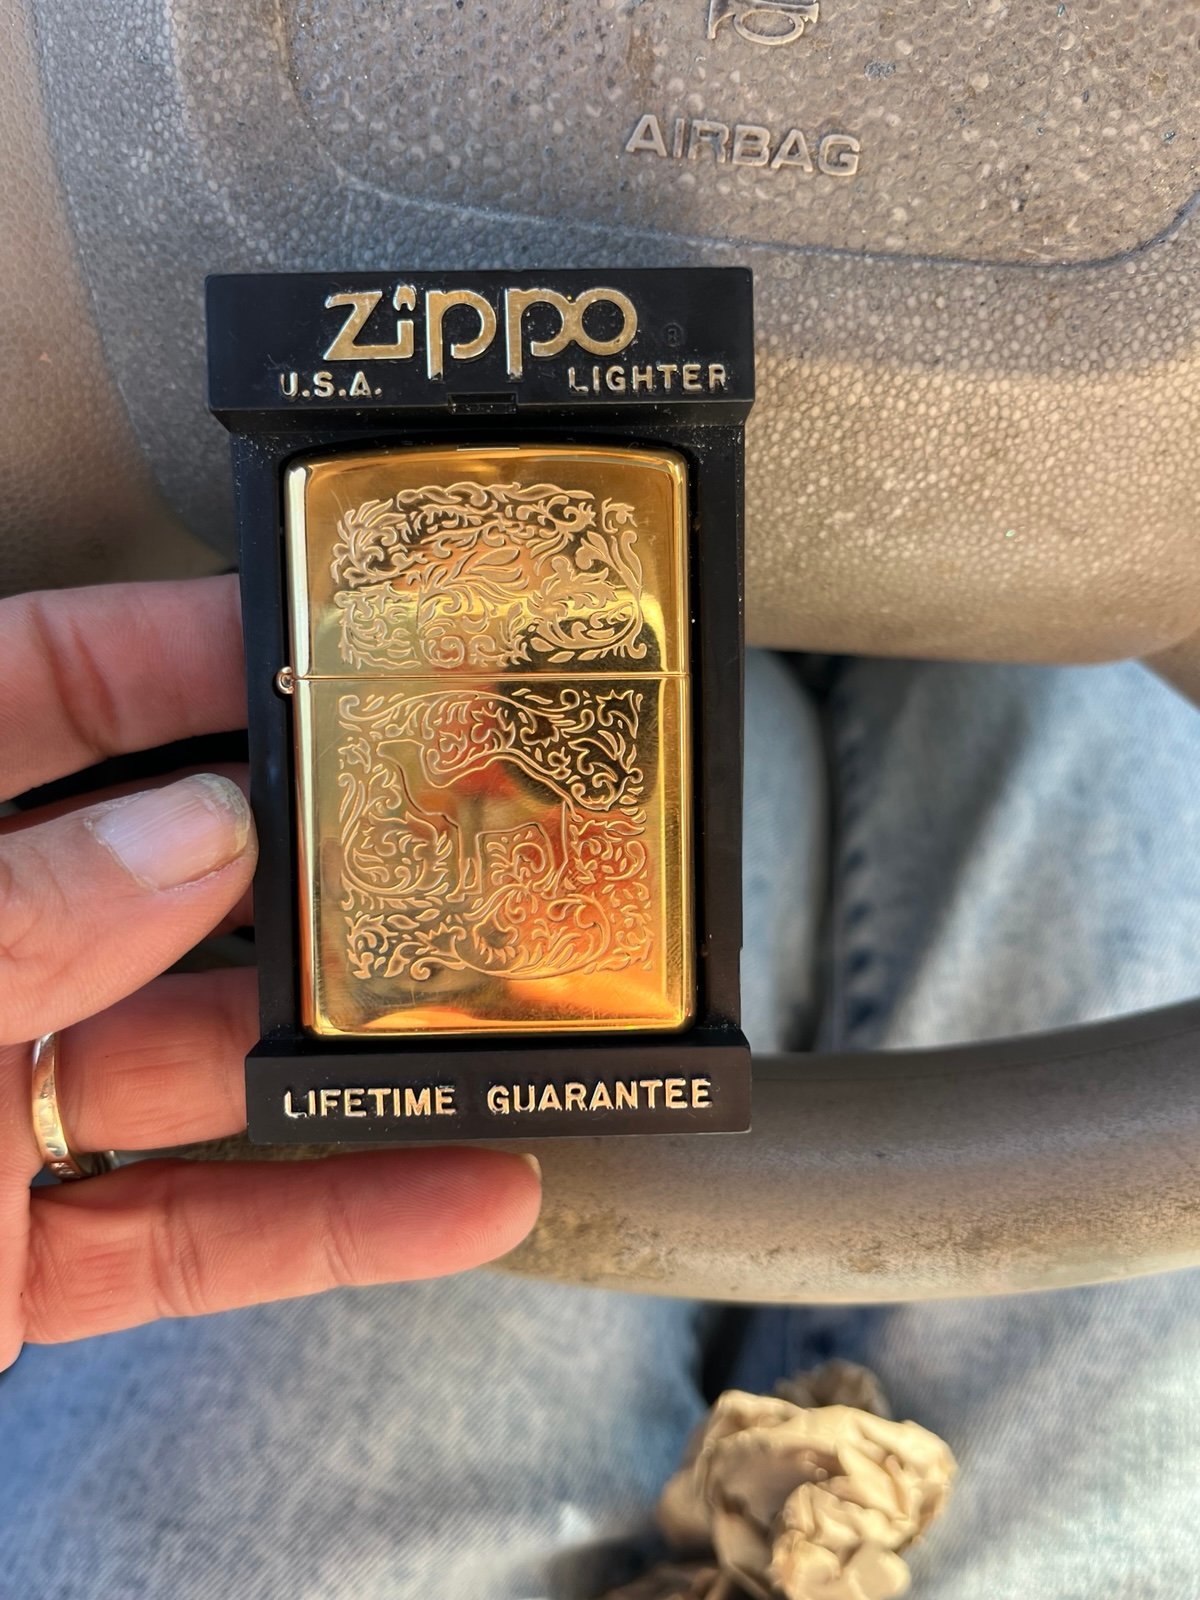 AIRBAG
Zippo ®
U.S.A. LIGHTER
LIFETIME GUARANTEE